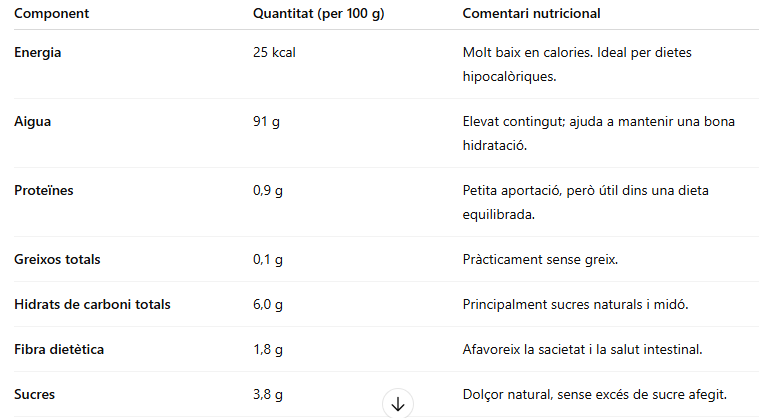 Component Quantitat (per 100 g) Comentari nutricional
Energia 25 kcal Molt baix en calories. Ideal per dietes
hipocalòriques.
Aigua 91 g Elevat contingut; ajuda a mantenir una bona
hidratació.
Proteïnes 0,9 g Petita aportació, però útil dins una dieta
equilibrada.
Greixos totals 0,1 g Pràcticament sense greix.
Hidrats de carboni totals 6,0 g Principalment sucres naturals i midó.
Fibra dietètica 1,8 g Afavoreix la sacietat i la salut intestinal.
Sucres 3,8 g Dolçor natural, sense excés de sucre afegit.